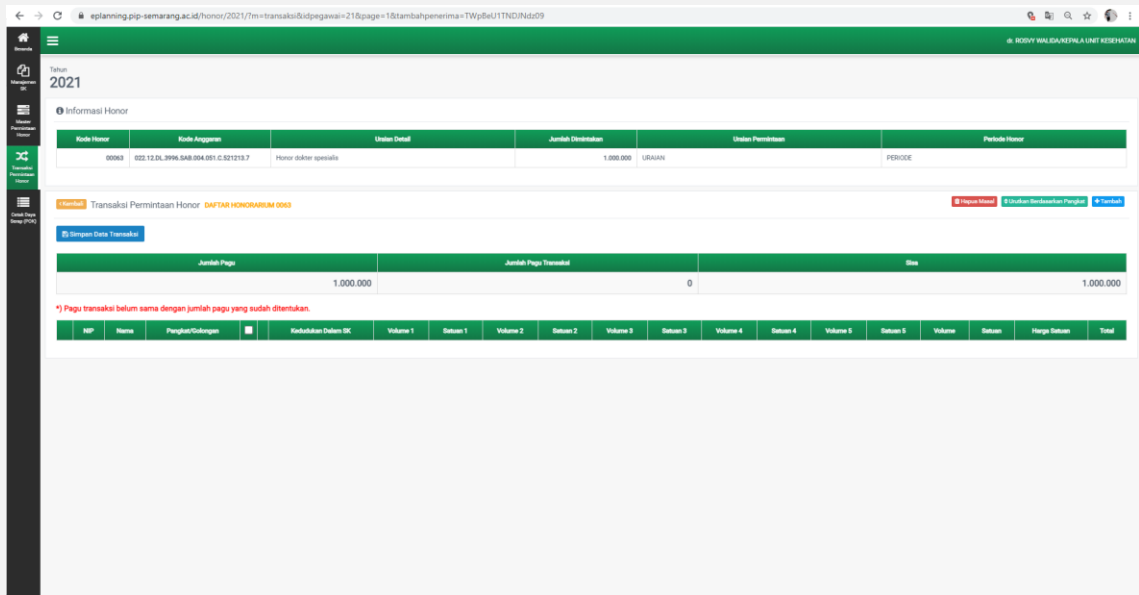 eplanning.pip-semarang.ac.id/honor/2021/?m=transaksi&idpegawai=21&page=1&tambahpenerima=TWpBeU1TNDJNdz09
dr. ROSVY WALIDA/KEPALA UNIT KESEHATAN
Beranda
Manajemen SK
Master Permintaan Honor
Transaksi Permintaan Honor
Cetak Daya Serap (POK)
Tahun
2021
Informasi Honor
Kode Honor Kode Anggaran Uraian Detail Jumlah Dimintakan Uraian Permintaan Periode Honor
00063 022.12.DL.3996.SAB.004.051.C.521213.7 Honor dokter spesialis 1.000.000 URAIAN PERIODE
Kembali Transaksi Permintaan Honor DAFTAR HONORARIUM 0063 Hapus Masal Urutkan Berdasarkan Pangkat +Tambah
Simpan Data Transaksi
Jumlah Pagu Jumlah Pagu Transaksi Sisa
1.000.000 0 1.000.000
*) Pagu transaksi belum sama dengan jumlah pagu yang sudah ditentukan.
NIP Nama Pangkat/Golongan Kedudukan Dalam SK Volume 1 Satuan 1 Volume 2 Satuan 2 Volume 3 Satuan 3 Volume 4 Satuan 4 Volume 5 Satuan 5 Volume Satuan Harga Satuan Total